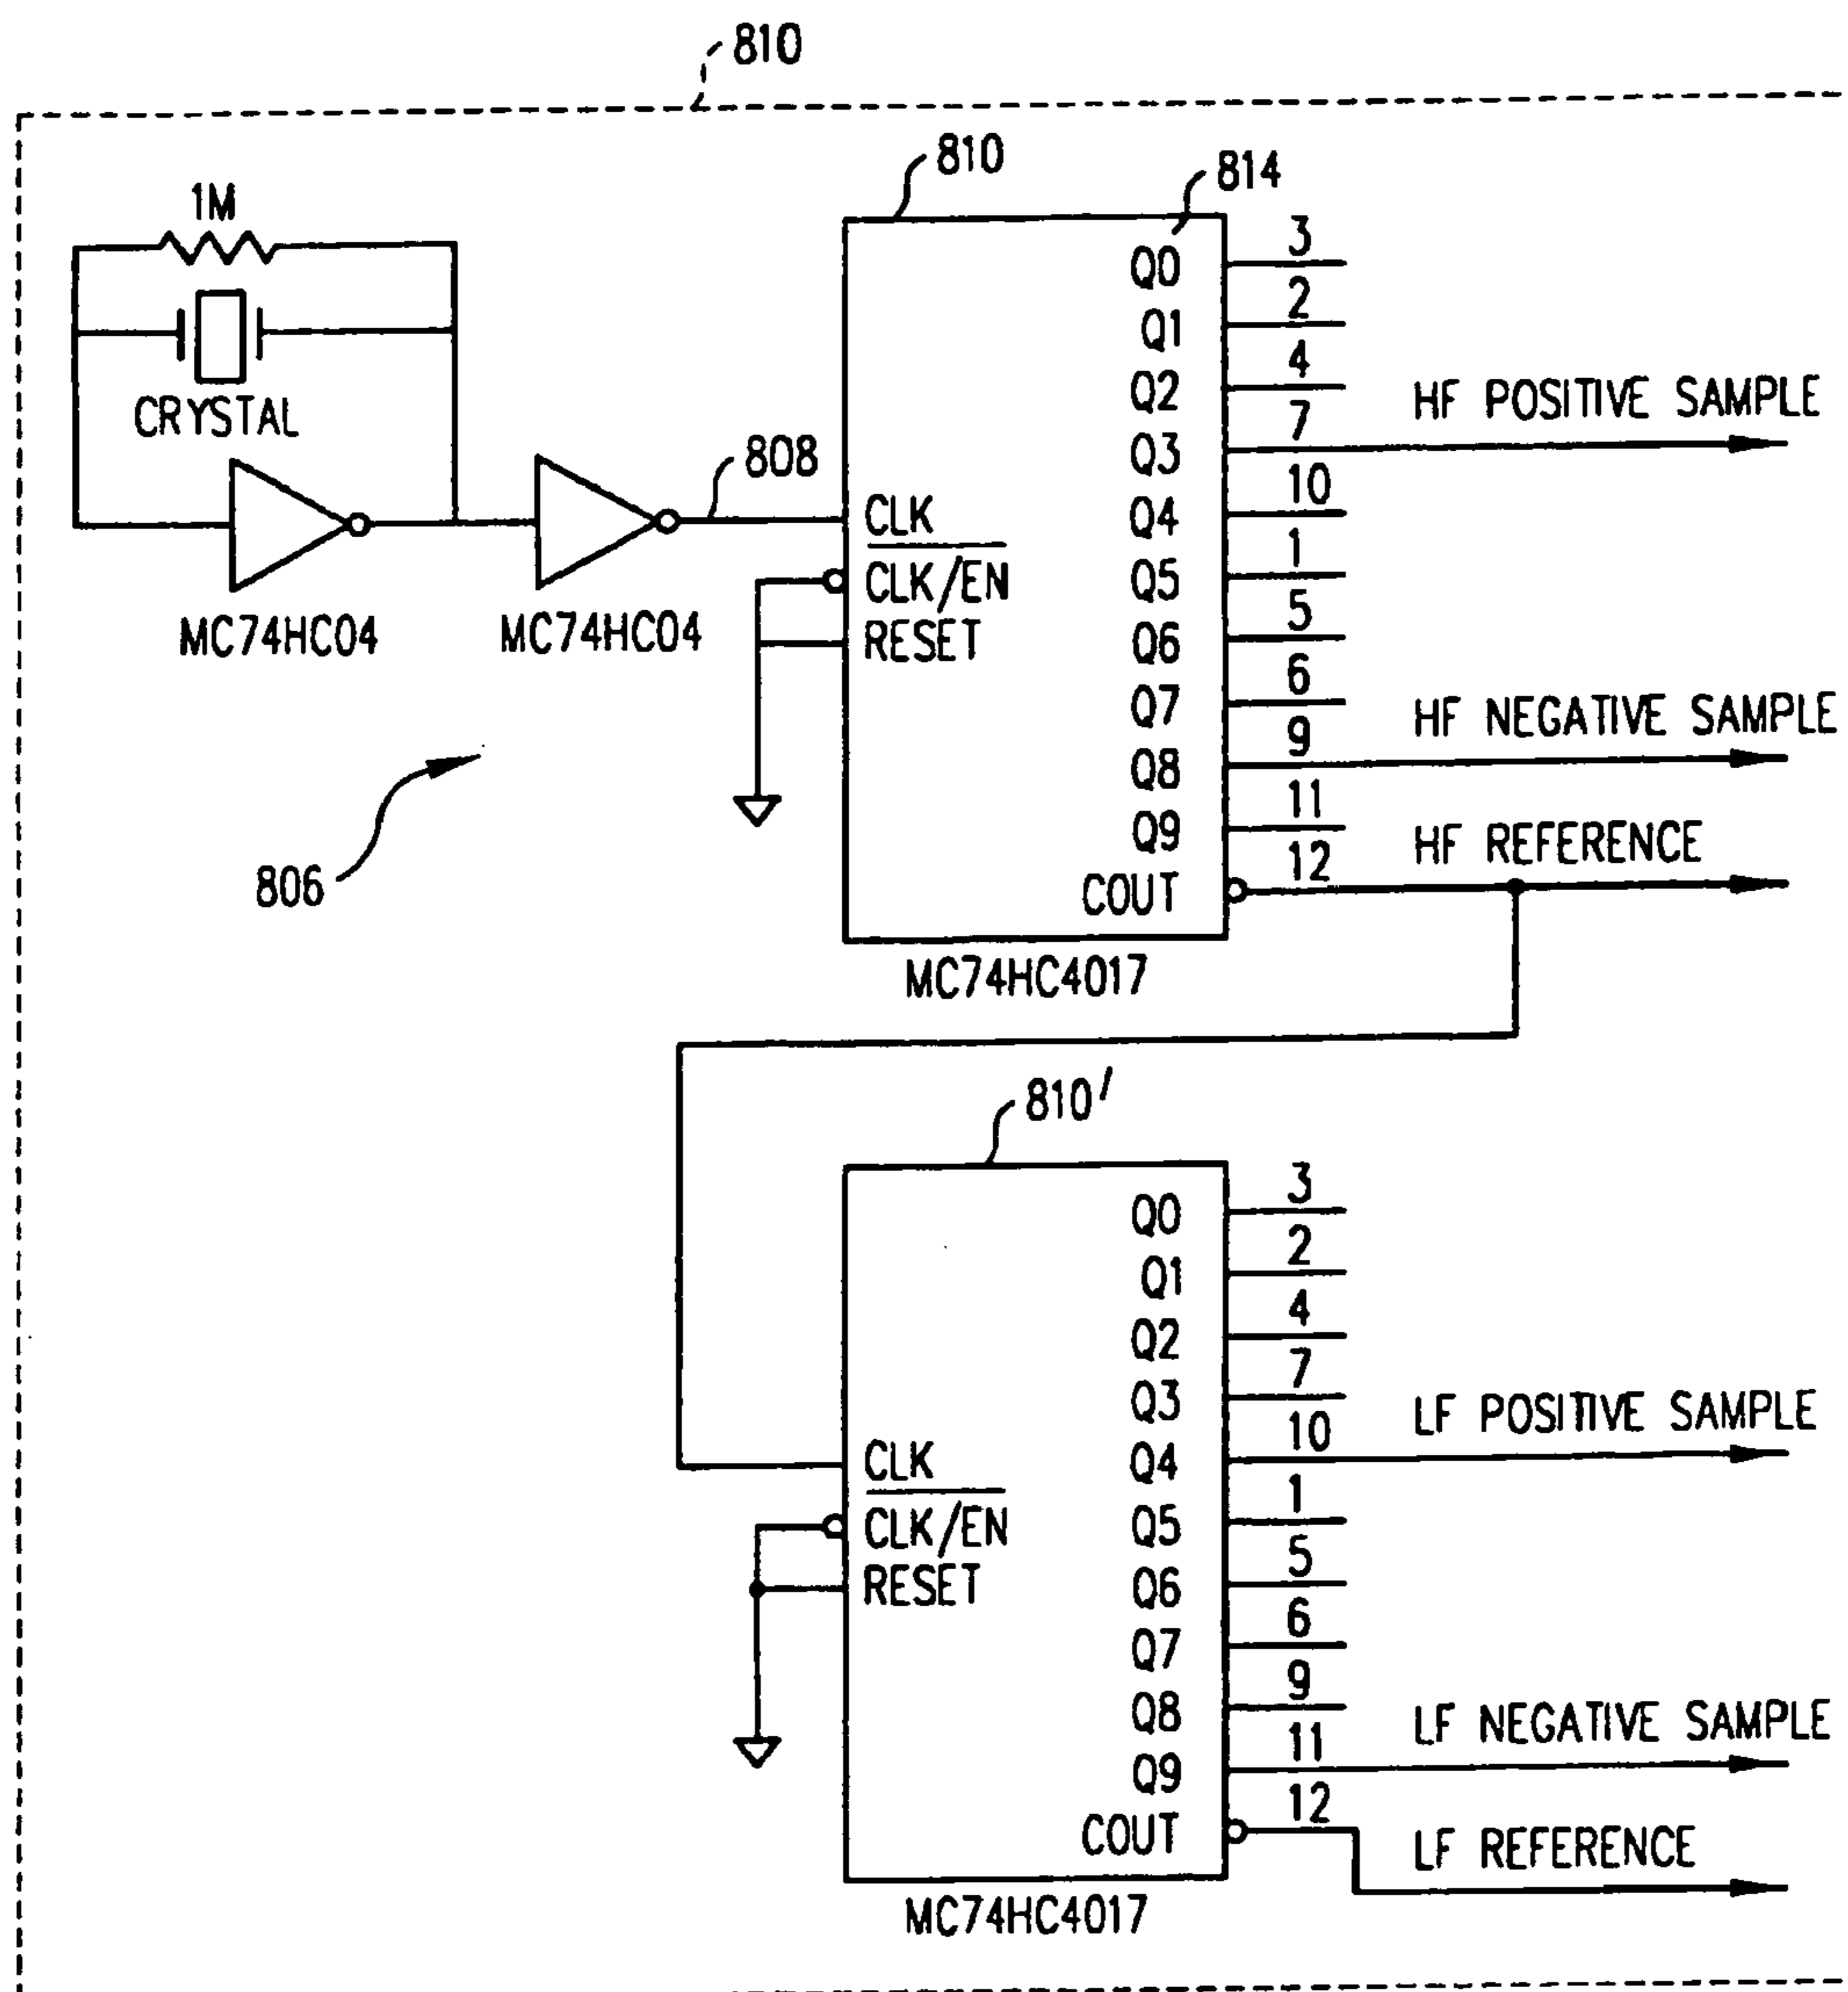 810
1M
CRYSTAL
MC74HC04
MC74HC04
808
806
810
814
CLK
CLK/EN
RESET
Q0 3
Q1 2
Q2 4
Q3 7 HF POSITIVE SAMPLE
Q4 10
Q5 1
Q6 5
Q7 6
Q8 9 HF NEGATIVE SAMPLE
Q9 11
COUT 12 HF REFERENCE
MC74HC4017
810'
CLK
CLK/EN
RESET
Q0 3
Q1 2
Q2 4
Q3 7
Q4 10 LF POSITIVE SAMPLE
Q5 1
Q6 5
Q7 6
Q8 9
Q9 11 LF NEGATIVE SAMPLE
COUT 12 LF REFERENCE
MC74HC4017